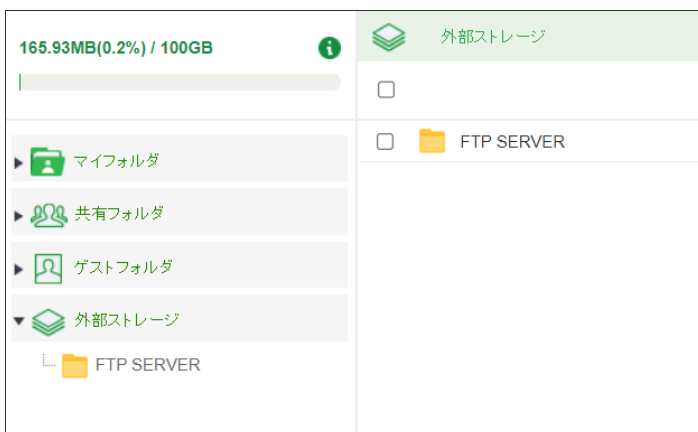 165.93MB(0.2%) / 100GB
マイフォルダ
共有フォルダ
ゲストフォルダ
外部ストレージ
FTP SERVER
外部ストレージ
FTP SERVER